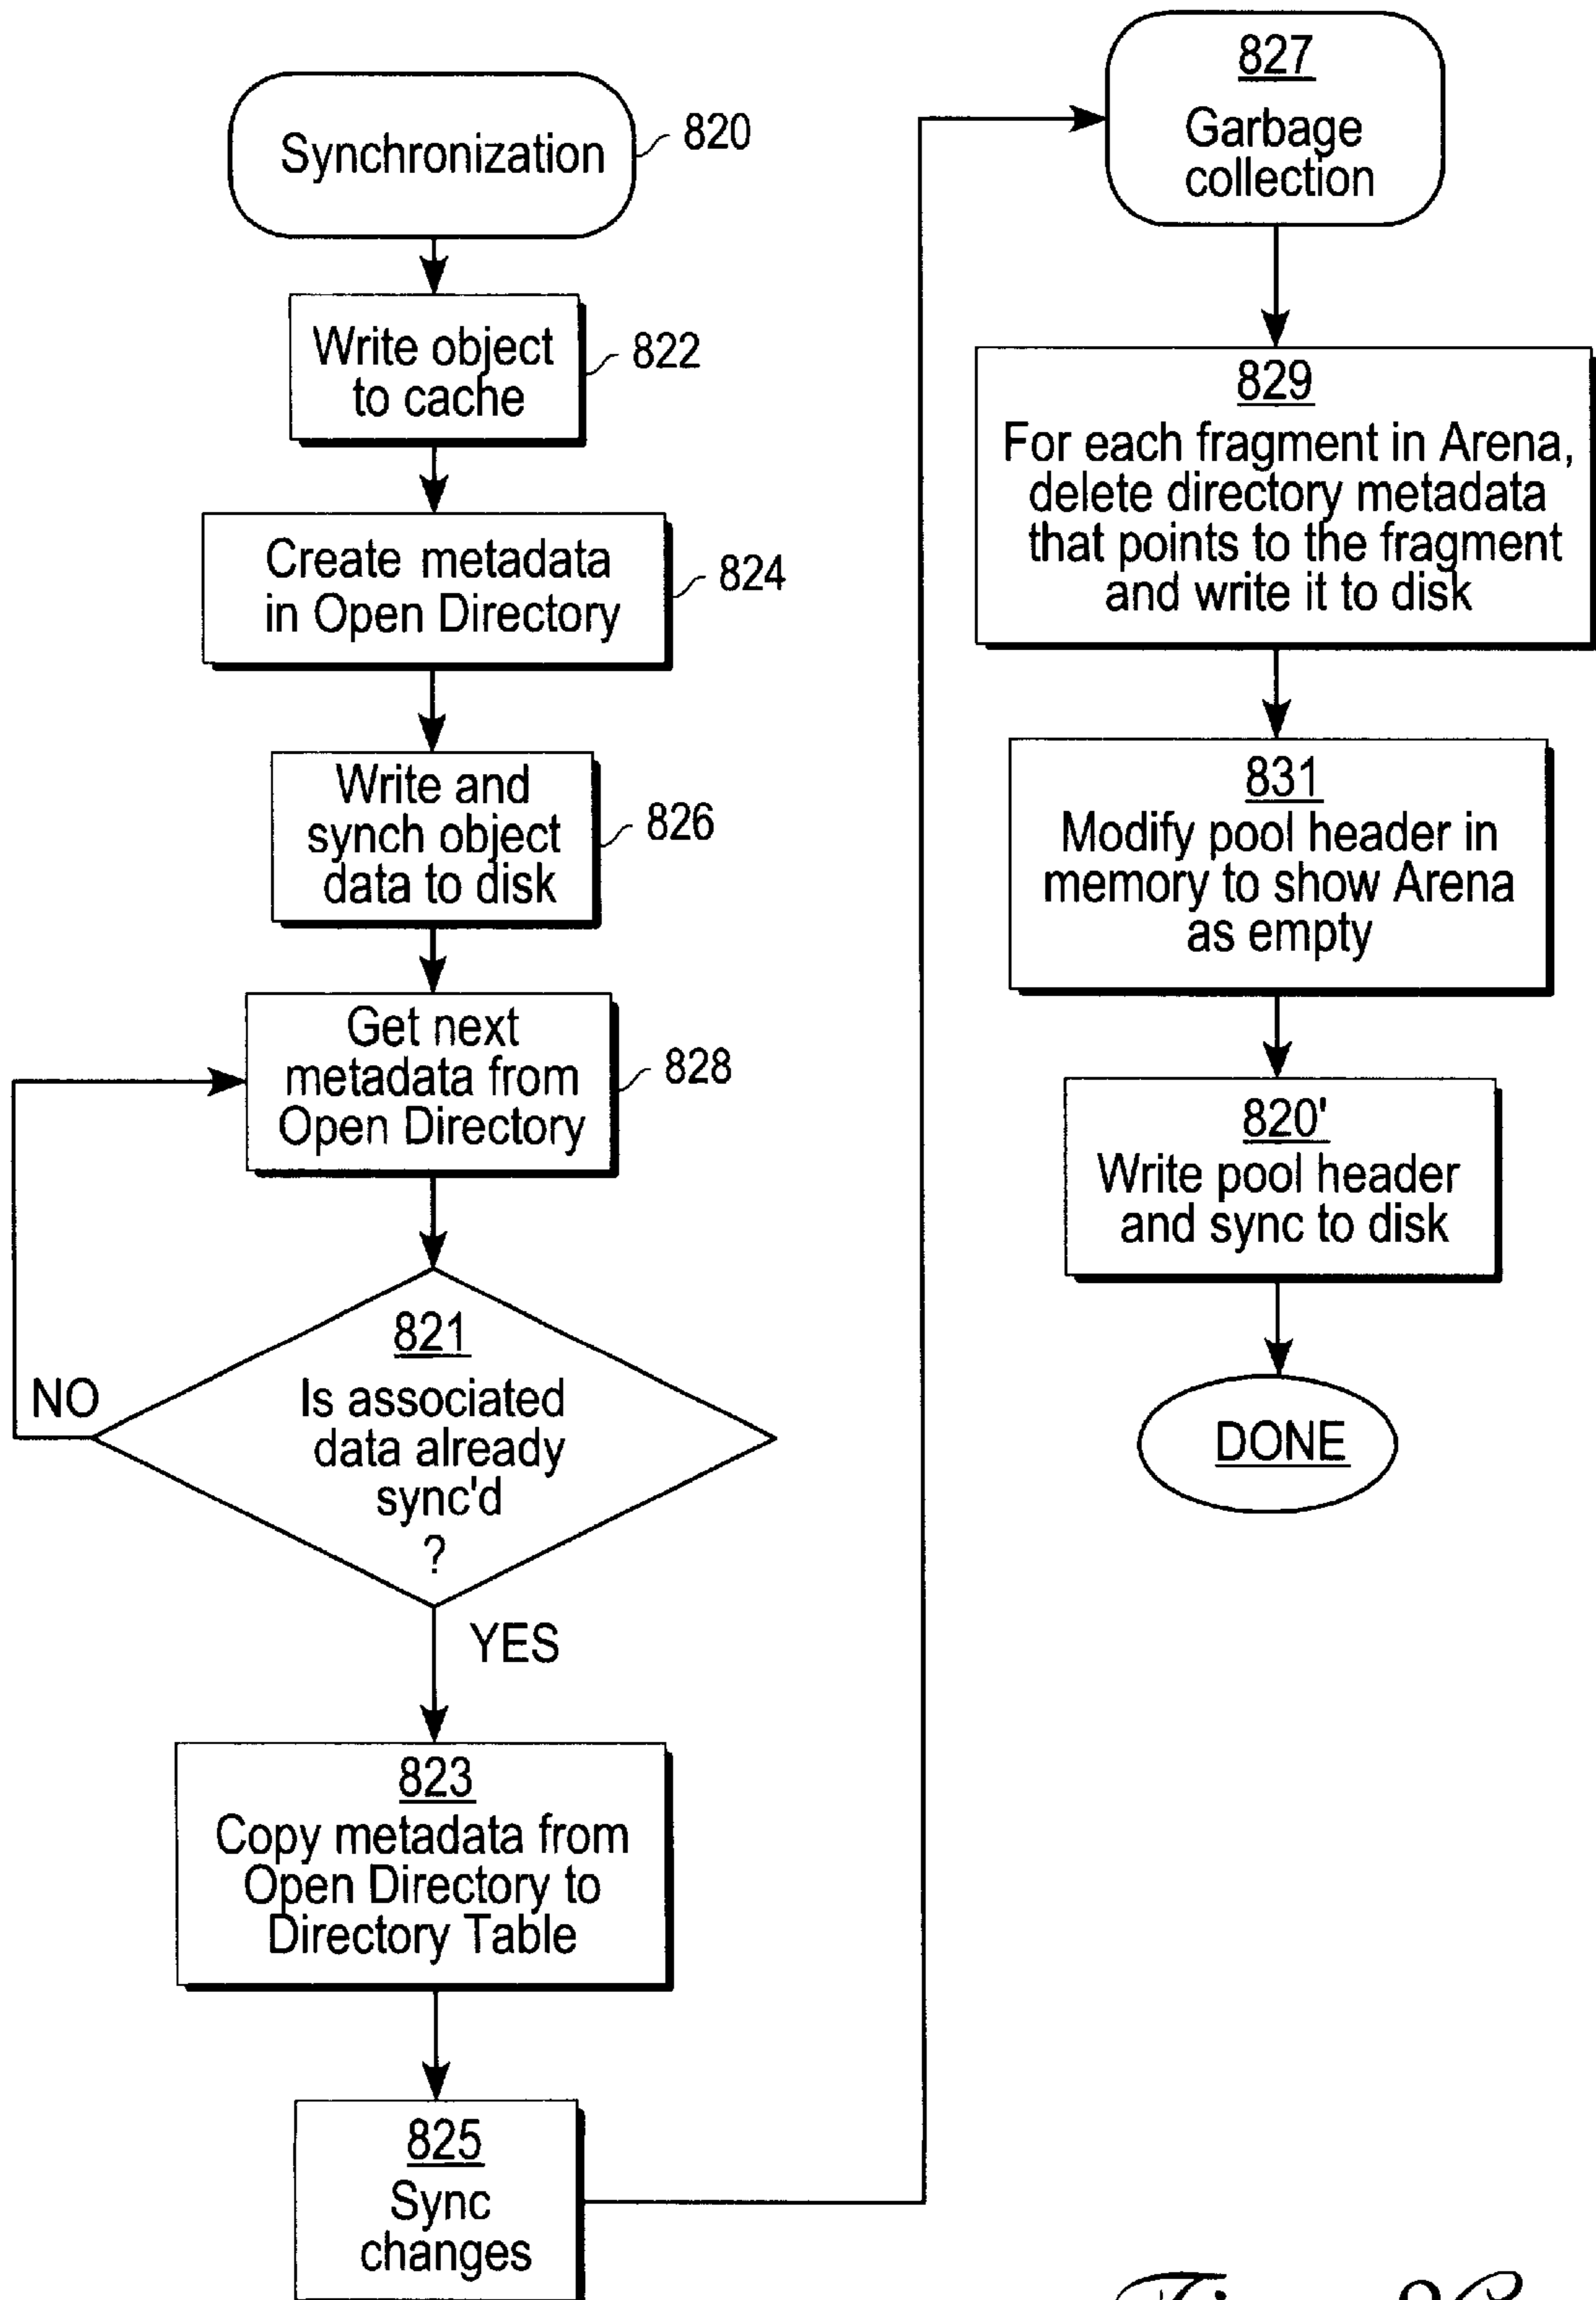 Synchronization
820
Write object
to cache
822
Create metadata
in Open Directory
824
Write and
synch object
data to disk
826
Get next
metadata from
Open Directory
828
821
Is associated
data already
sync'd
?
NO
YES
823
Copy metadata from
Open Directory to
Directory Table
825
Sync
changes
827
Garbage
collection
829
For each fragment in Arena,
delete directory metadata
that points to the fragment
and write it to disk
831
Modify pool header in
memory to show Arena
as empty
820'
Write pool header
and sync to disk
DONE